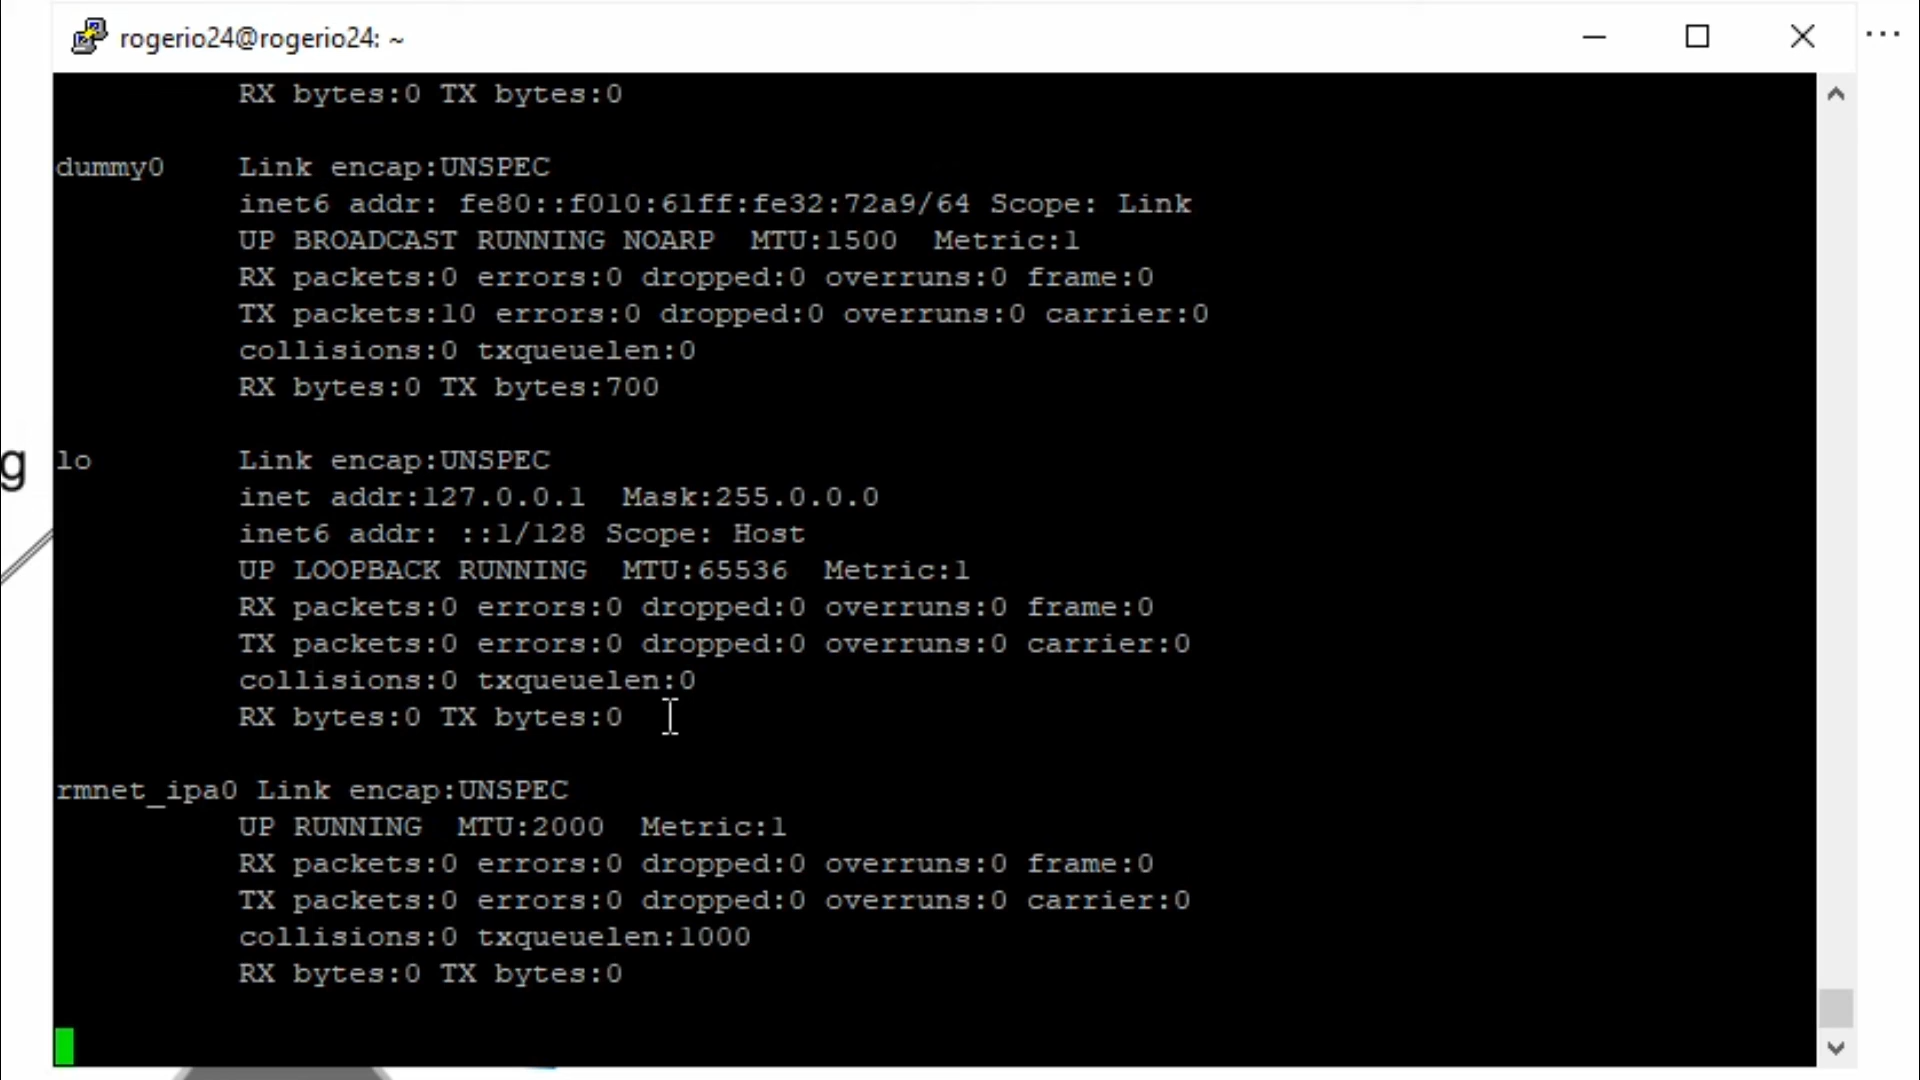 rogerio24@rogerio24: ~
RX bytes:0 TX bytes:0
dummy0 Link encap:UNSPEC
inet6 addr: fe80::f010:61ff:fe32:72a9/64 Scope: Link
UP BROADCAST RUNNING NOARP MTU:1500 Metric:1
RX packets:0 errors:0 dropped:0 overruns:0 frame:0
TX packets:10 errors:0 dropped:0 overruns:0 carrier:0
collisions:0 txqueuelen:0
RX bytes:0 TX bytes:700
g
lo Link encap:UNSPEC
inet addr:127.0.0.1 Mask:255.0.0.0
inet6 addr: ::1/128 Scope: Host
UP LOOPBACK RUNNING MTU:65536 Metric:1
RX packets:0 errors:0 dropped:0 overruns:0 frame:0
TX packets:0 errors:0 dropped:0 overruns:0 carrier:0
collisions:0 txqueuelen:0
RX bytes:0 TX bytes:0
rmnet_ipa0 Link encap:UNSPEC
UP RUNNING MTU:2000 Metric:1
RX packets:0 errors:0 dropped:0 overruns:0 frame:0
TX packets:0 errors:0 dropped:0 overruns:0 carrier:0
collisions:0 txqueuelen:1000
RX bytes:0 TX bytes:0